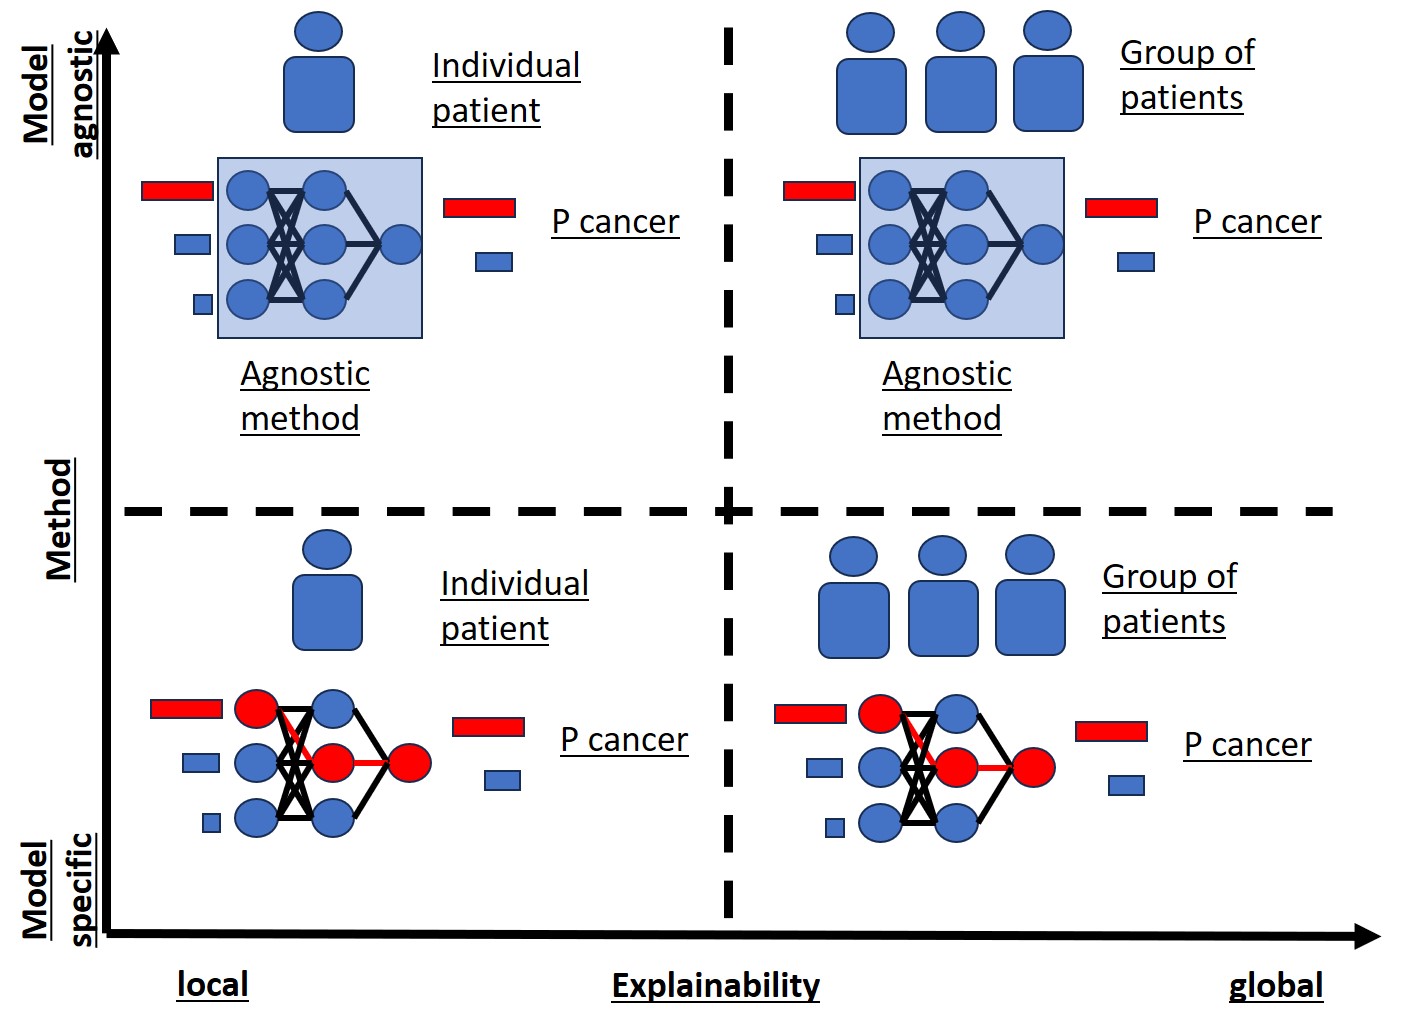 Model
agnostic
Individual
patient
Group of
patients
P cancer
P cancer
Agnostic
method
Agnostic
method
Method
Individual
patient
Group of
patients
P cancer
P cancer
Model
specific
local
Explainability
global